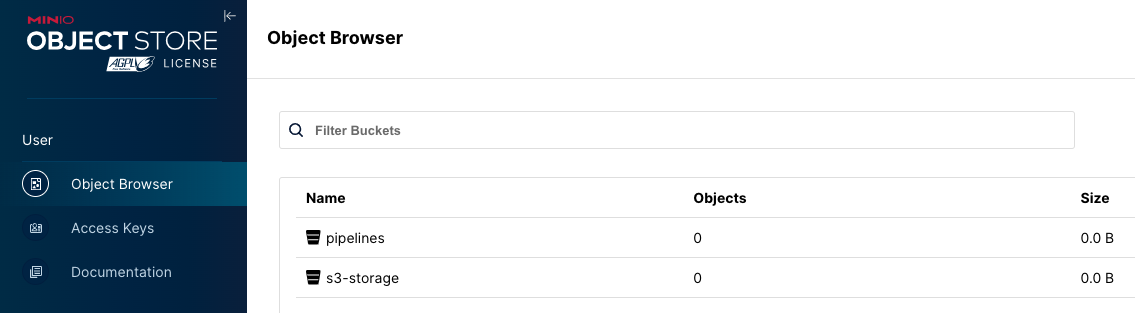 MINIO
OBJECT STORE
AGPL LICENSE
User
Object Browser
Access Keys
Documentation
Object Browser
Filter Buckets
Name Objects Size
pipelines 0 0.0 B
s3-storage 0 0.0 B